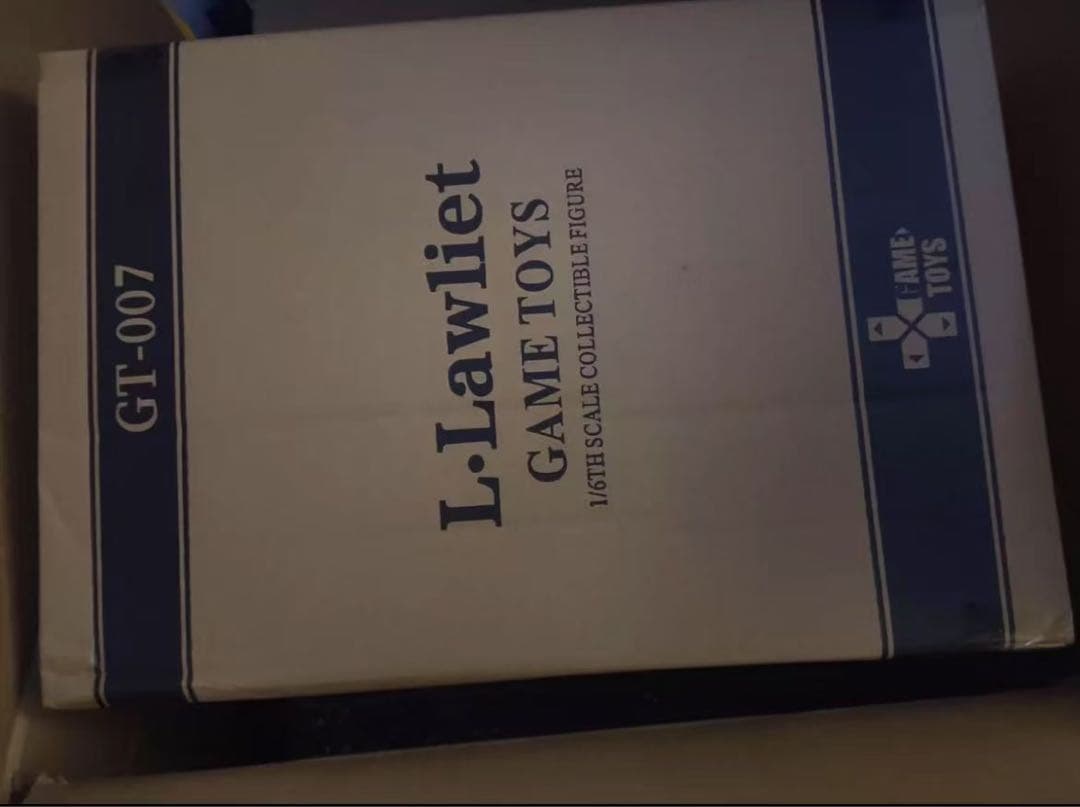 GT-007
L·Lawliet
GAME TOYS
1/6TH SCALE COLLECTIBLE FIGURE
GAME
TOYS